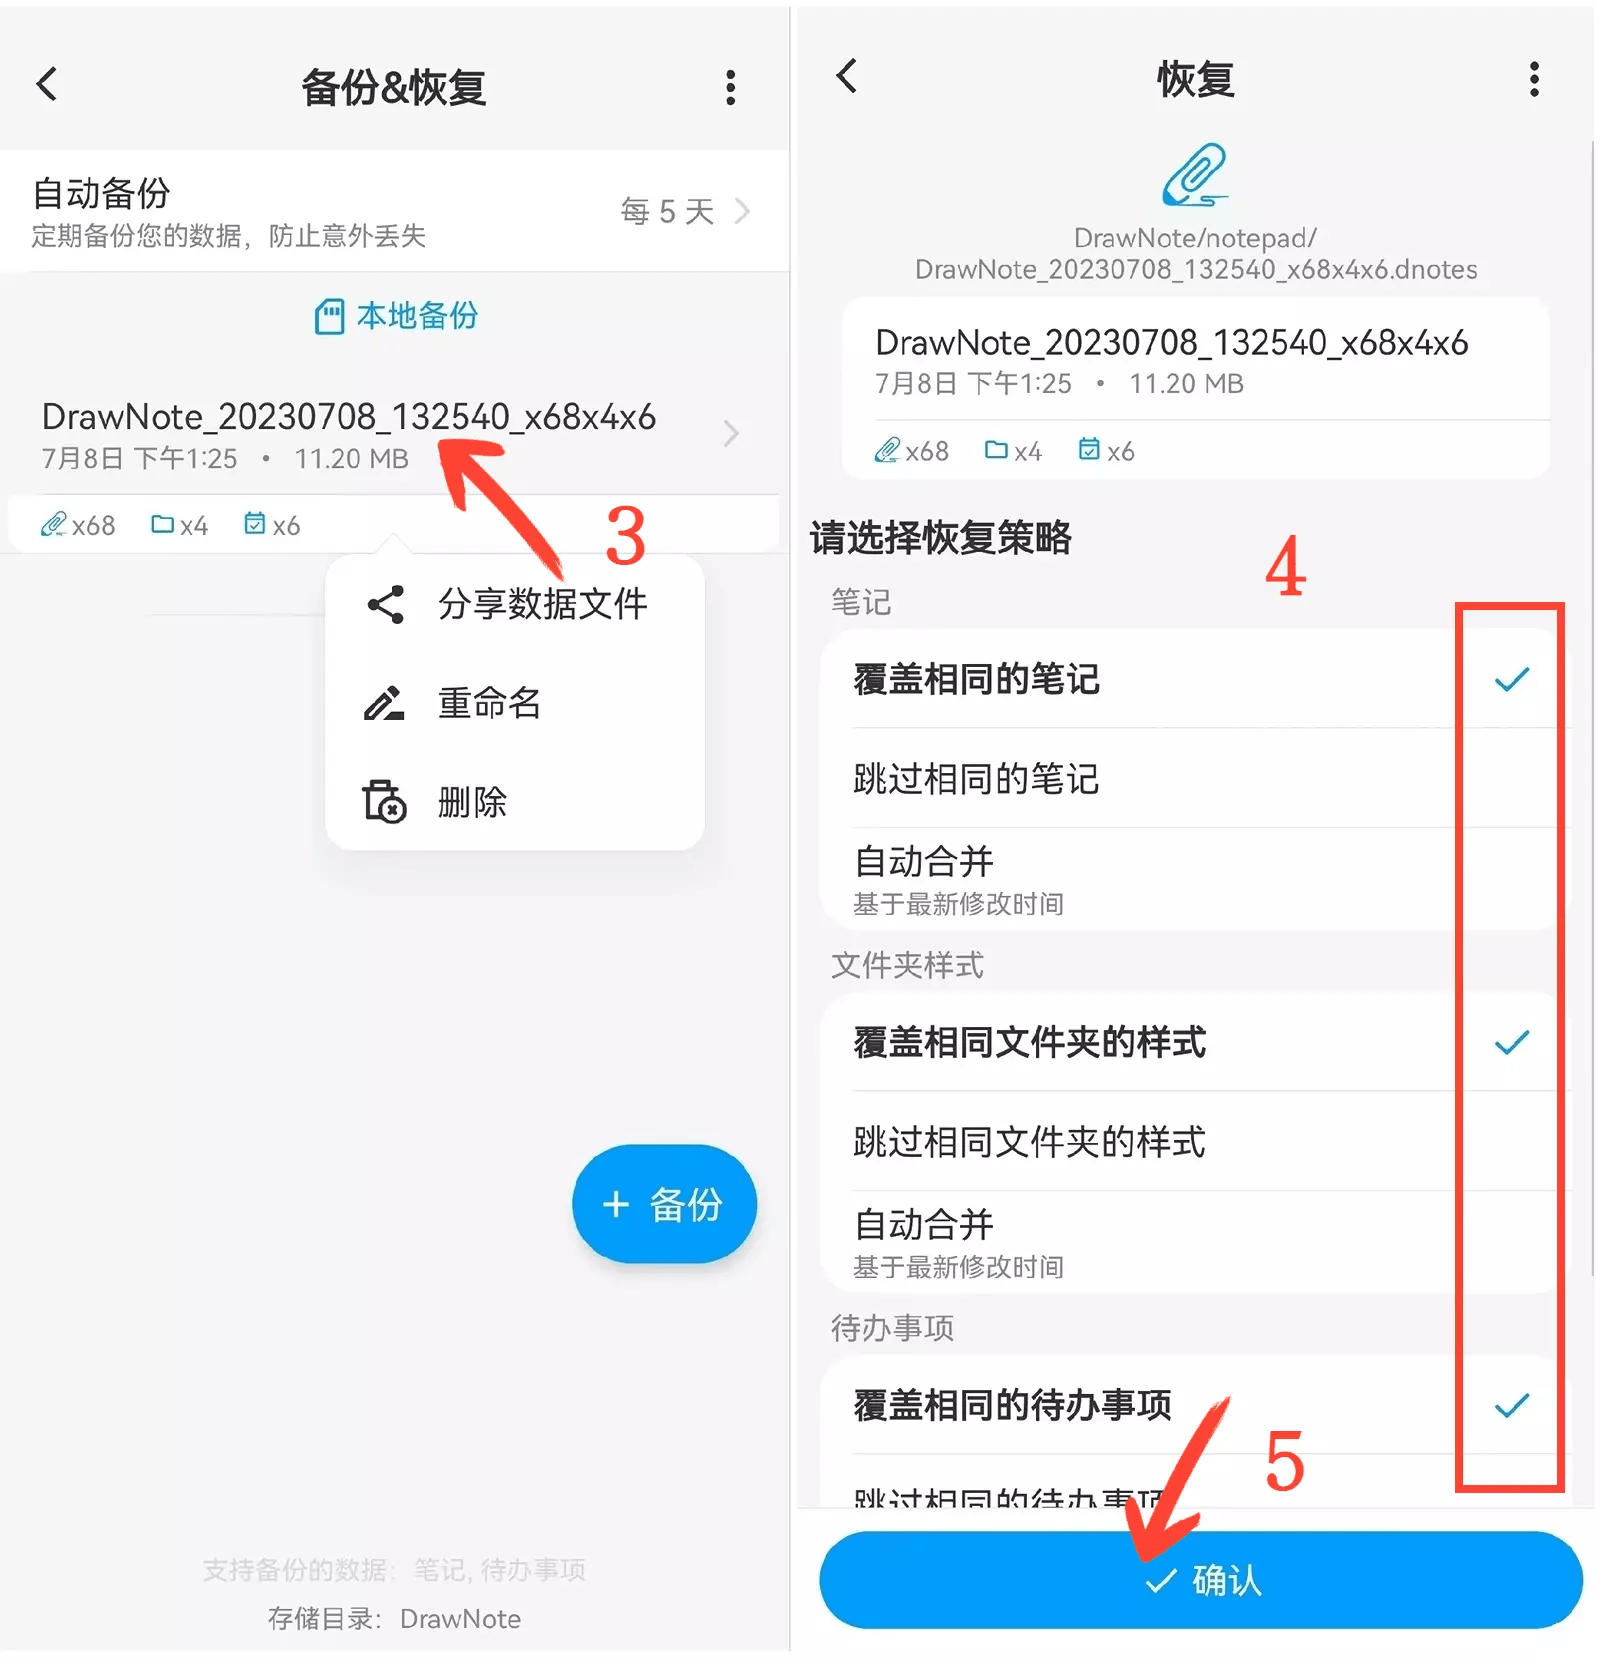 备份&恢复
自动备份
定期备份您的数据，防止意外丢失
每 5 天
本地备份
DrawNote_20230708_132540_x68x4x6
7月8日 下午1:25 • 11.20 MB
x68 x4 x6
3
分享数据文件
重命名
删除
+ 备份
支持备份的数据：笔记, 待办事项
存储目录：DrawNote
恢复
DrawNote/notepad/
DrawNote_20230708_132540_x68x4x6.dnotes
DrawNote_20230708_132540_x68x4x6
7月8日 下午1:25 • 11.20 MB
x68 x4 x6
请选择恢复策略
4
笔记
覆盖相同的笔记
跳过相同的笔记
自动合并
基于最新修改时间
文件夹样式
覆盖相同文件夹的样式
跳过相同文件夹的样式
自动合并
基于最新修改时间
待办事项
覆盖相同的待办事项
5
跳过相同的待办事项
确认